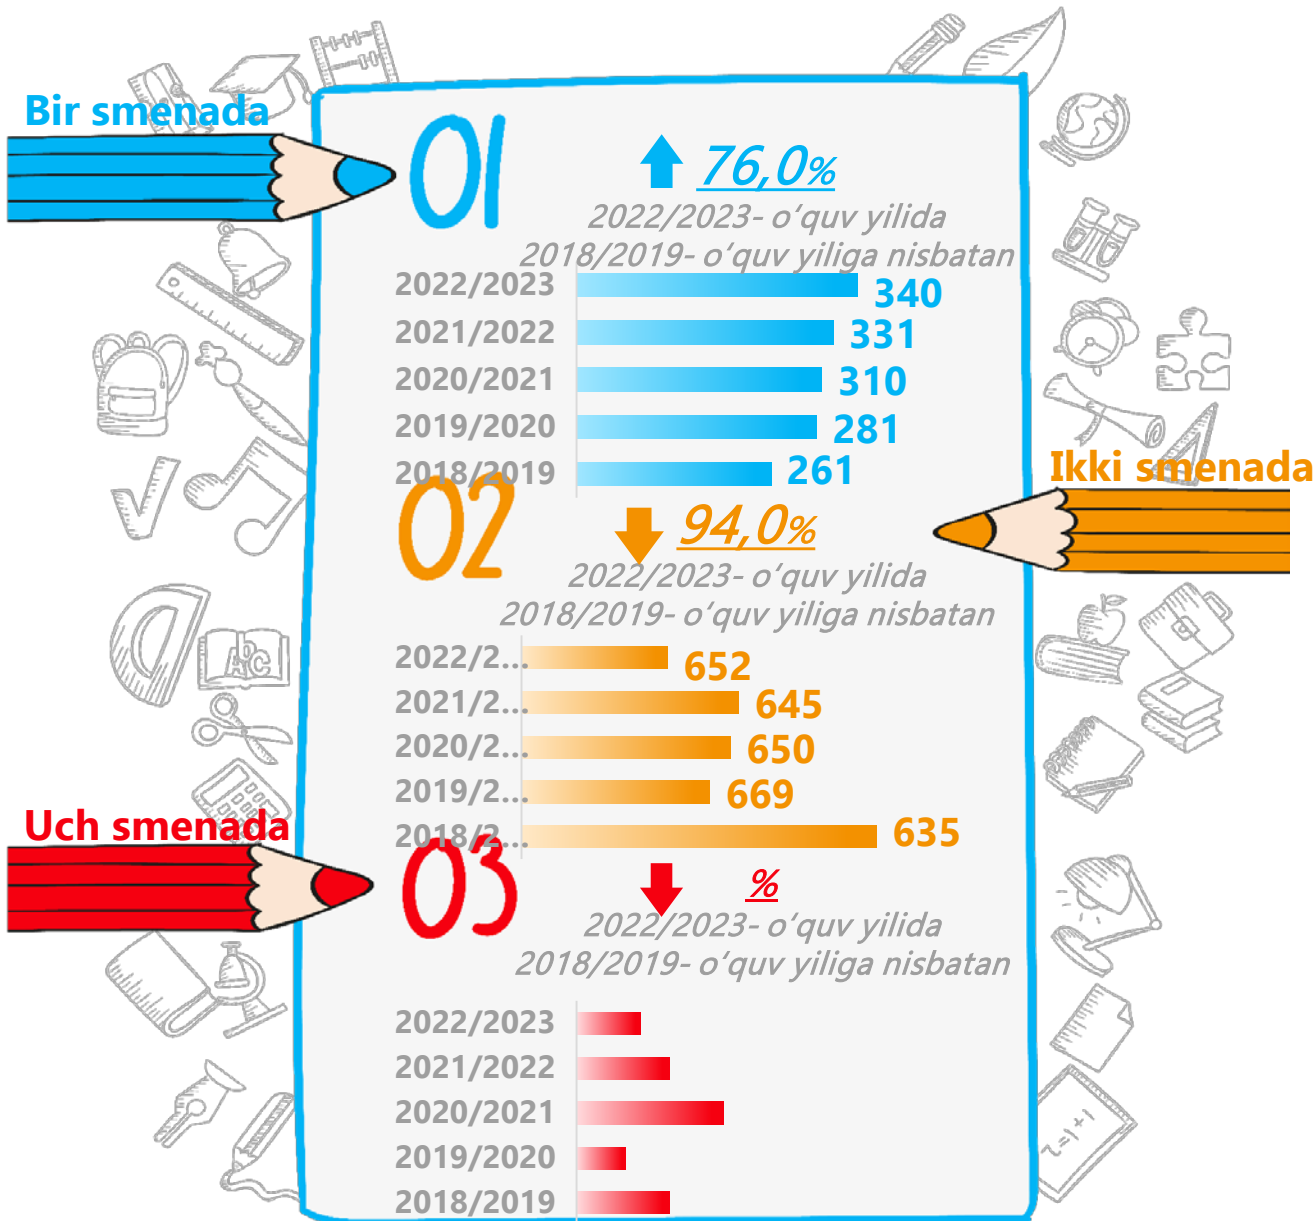 Bir smenada
01
76,0%
2022/2023- o‘quv yilida
2018/2019- o‘quv yiliga nisbatan
2022/2023 340
2021/2022 331
2020/2021 310
2019/2020 281
2018/2019 261
Ikki smenada
02
94,0%
2022/2023- o‘quv yilida
2018/2019- o‘quv yiliga nisbatan
2022/2... 652
2021/2... 645
2020/2... 650
2019/2... 669
2018/2... 635
Uch smenada
03
%
2022/2023- o‘quv yilida
2018/2019- o‘quv yiliga nisbatan
2022/2023
2021/2022
2020/2021
2019/2020
2018/2019
ABC
2=1+1